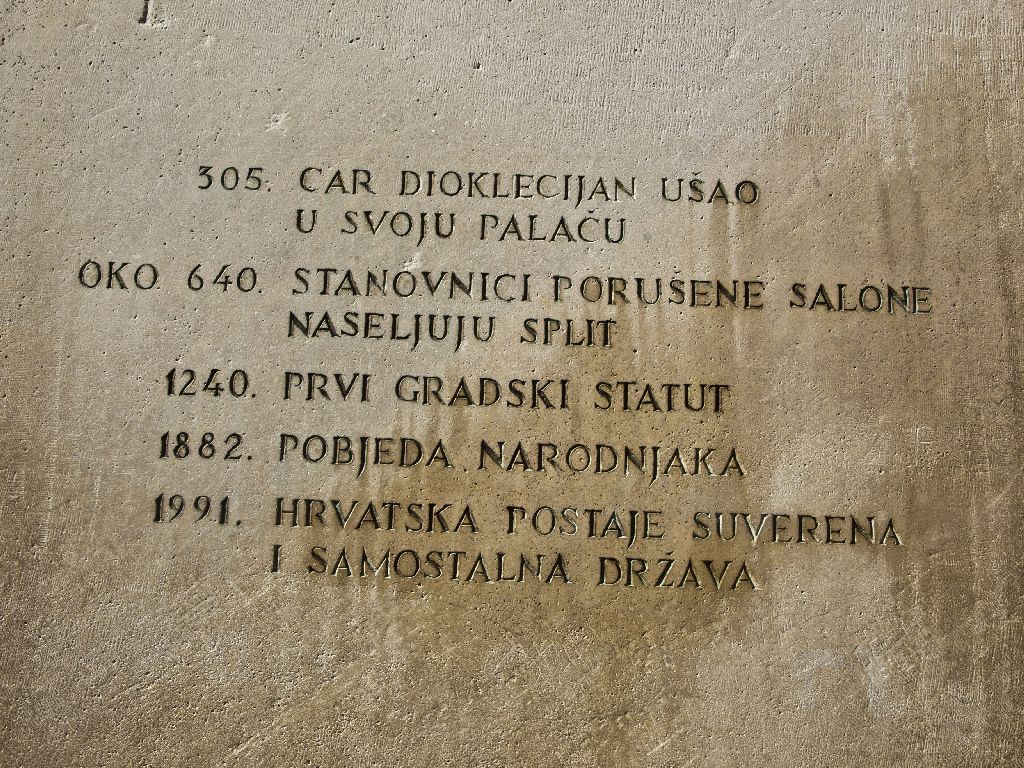 305. CAR DIOKLECIJAN UŠAO
U SVOJU PALAČU
OKO 640. STANOVNICI PORUŠENE SALONE
NASELJUJU SPLIT
1240. PRVI GRADSKI STATUT
1882. POBJEDA NARODNJAKA
1991. HRVATSKA POSTAJE SUVERENA
I SAMOSTALNA DRŽAVA